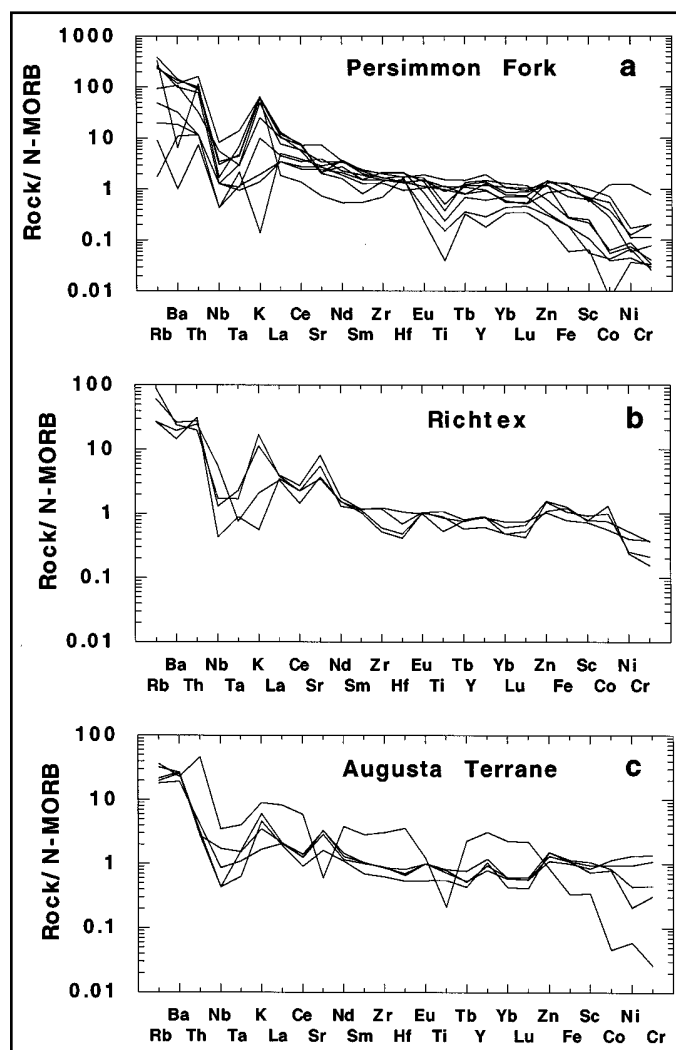 Persimmon Fork a
Rock/N-MORB
1000
100
10
1
0.1
0.01
Ba Nb K Ce Nd Zr Eu Tb Yb Zn Sc Ni
Rb Th Ta La Sr Sm Hf Ti Y Lu Fe Co Cr
Richtex b
Rock/N-MORB
100
10
1
0.1
0.01
Ba Nb K Ce Nd Zr Eu Tb Yb Zn Sc Ni
Rb Th Ta La Sr Sm Hf Ti Y Lu Fe Co Cr
Augusta Terrane c
Rock/N-MORB
100
10
1
0.1
0.01
Ba Nb K Ce Nd Zr Eu Tb Yb Zn Sc Ni
Rb Th Ta La Sr Sm Hf Ti Y Lu Fe Co Cr